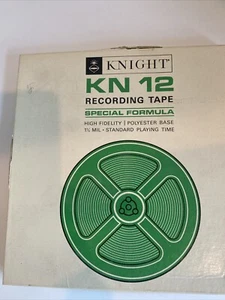 KNIGHT
KN 12
RECORDING TAPE
SPECIAL FORMULA
HIGH FIDELITY | POLYESTER BASE
1½ MIL • STANDARD PLAYING TIME